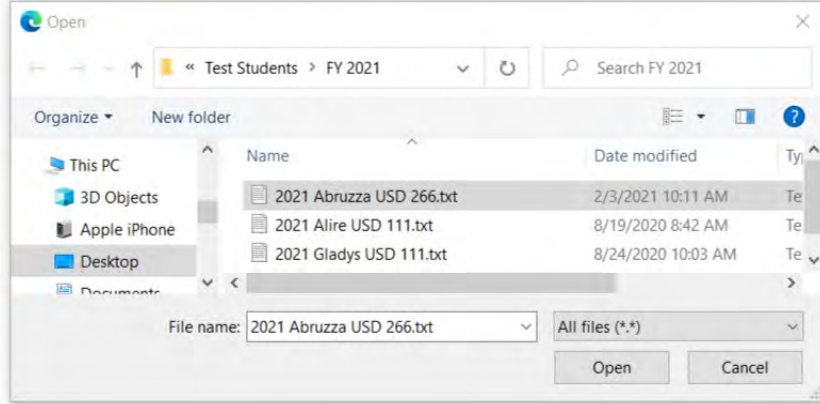 Open
« Test Students > FY 2021
Search FY 2021
Organize
New folder
?
Name
Date modified
This PC
3D Objects
2021 Abruzza USD 266.txt
2/3/2021 10:11 AM
Te
Apple iPhone
2021 Alire USD 111.txt
8/19/2020 8:42 AM
Te
Desktop
2021 Gladys USD 111.txt
8/24/2020 10:03 AM
Te
File name:
2021 Abruzza USD 266.txt
All files (*.*)
Open
Cancel